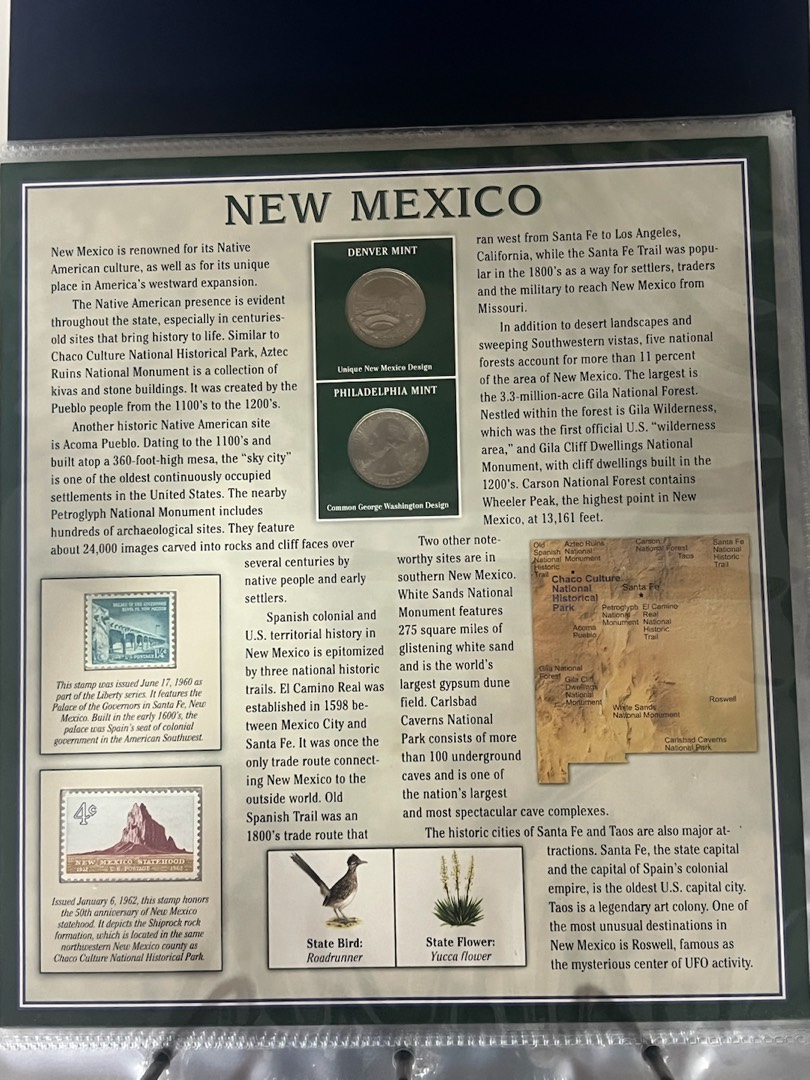 NEW MEXICO
New Mexico is renowned for its Native
American culture, as well as for its unique
place in America's westward expansion.
The Native American presence is evident
throughout the state, especially in centuries-
old sites that bring history to life. Similar to
Chaco Culture National Historical Park, Aztec
Ruins National Monument is a collection of
kivas and stone buildings. It was created by the
Pueblo people from the 1100's to the 1200's.
Another historic Native American site
is Acoma Pueblo. Dating to the 1100's and
built atop a 360-foot-high mesa, the "sky city"
is one of the oldest continuously occupied
settlements in the United States. The nearby
Petroglyph National Monument includes
hundreds of archaeological sites. They feature
about 24,000 images carved into rocks and cliff faces over
several centuries by
native people and early
settlers.
Spanish colonial and
U.S. territorial history in
New Mexico is epitomized
by three national historic
trails. El Camino Real was
established in 1598 be-
tween Mexico City and
Santa Fe. It was once the
only trade route connect-
ing New Mexico to the
outside world. Old
Spanish Trail was an
1800's trade route that
DENVER MINT
Unique New Mexico Design
PHILADELPHIA MINT
Common George Washington Design
ran west from Santa Fe to Los Angeles,
California, while the Santa Fe Trail was popu-
lar in the 1800's as a way for settlers, traders
and the military to reach New Mexico from
Missouri.
In addition to desert landscapes and
sweeping Southwestern vistas, five national
forests account for more than 11 percent
of the area of New Mexico. The largest is
the 3.3-million-acre Gila National Forest.
Nestled within the forest is Gila Wilderness,
which was the first official U.S. "wilderness
area," and Gila Cliff Dwellings National
Monument, with cliff dwellings built in the
1200's. Carson National Forest contains
Wheeler Peak, the highest point in New
Mexico, at 13,161 feet.
Two other note-
worthy sites are in
southern New Mexico.
White Sands National
Monument features
275 square miles of
glistening white sand
and is the world's
largest gypsum dune
field. Carlsbad
Caverns National
Park consists of more
than 100 underground
caves and is one of
the nation's largest
and most spectacular cave complexes.
The historic cities of Santa Fe and Taos are also major at-
tractions. Santa Fe, the state capital
and the capital of Spain's colonial
empire, is the oldest U.S. capital city.
Taos is a legendary art colony. One of
the most unusual destinations in
New Mexico is Roswell, famous as
the mysterious center of UFO activity.
Old
Spanish
National
Historic
Trail
Aztec Ruins
National
Monument
Carson
National Forest
Taos
Santa Fe
National
Historic
Trail
Chaco Culture
National
Historical
Park
Santa Fe
Petroglyph
National
Monument
El Camino
Real
National
Historic
Trail
Acoma
Pueblo
Gila National
Forest
Gila Cliff
Dwellings
National
Monument
White Sands
National Monument
Roswell
Carlsbad Caverns
National Park
This stamp was issued June 17, 1960 as
part of the Liberty series. It features the
Palace of the Governors in Santa Fe, New
Mexico. Built in the early 1600's, the
palace was Spain's seat of colonial
government in the American Southwest.
4¢
NEW MEXICO STATEHOOD
1912 U.S. POSTAGE 1962
Issued January 6, 1962, this stamp honors
the 50th anniversary of New Mexico
statehood. It depicts the Shiprock rock
formation, which is located in the same
northwestern New Mexico county as
Chaco Culture National Historical Park.
State Bird:
Roadrunner
State Flower:
Yucca flower